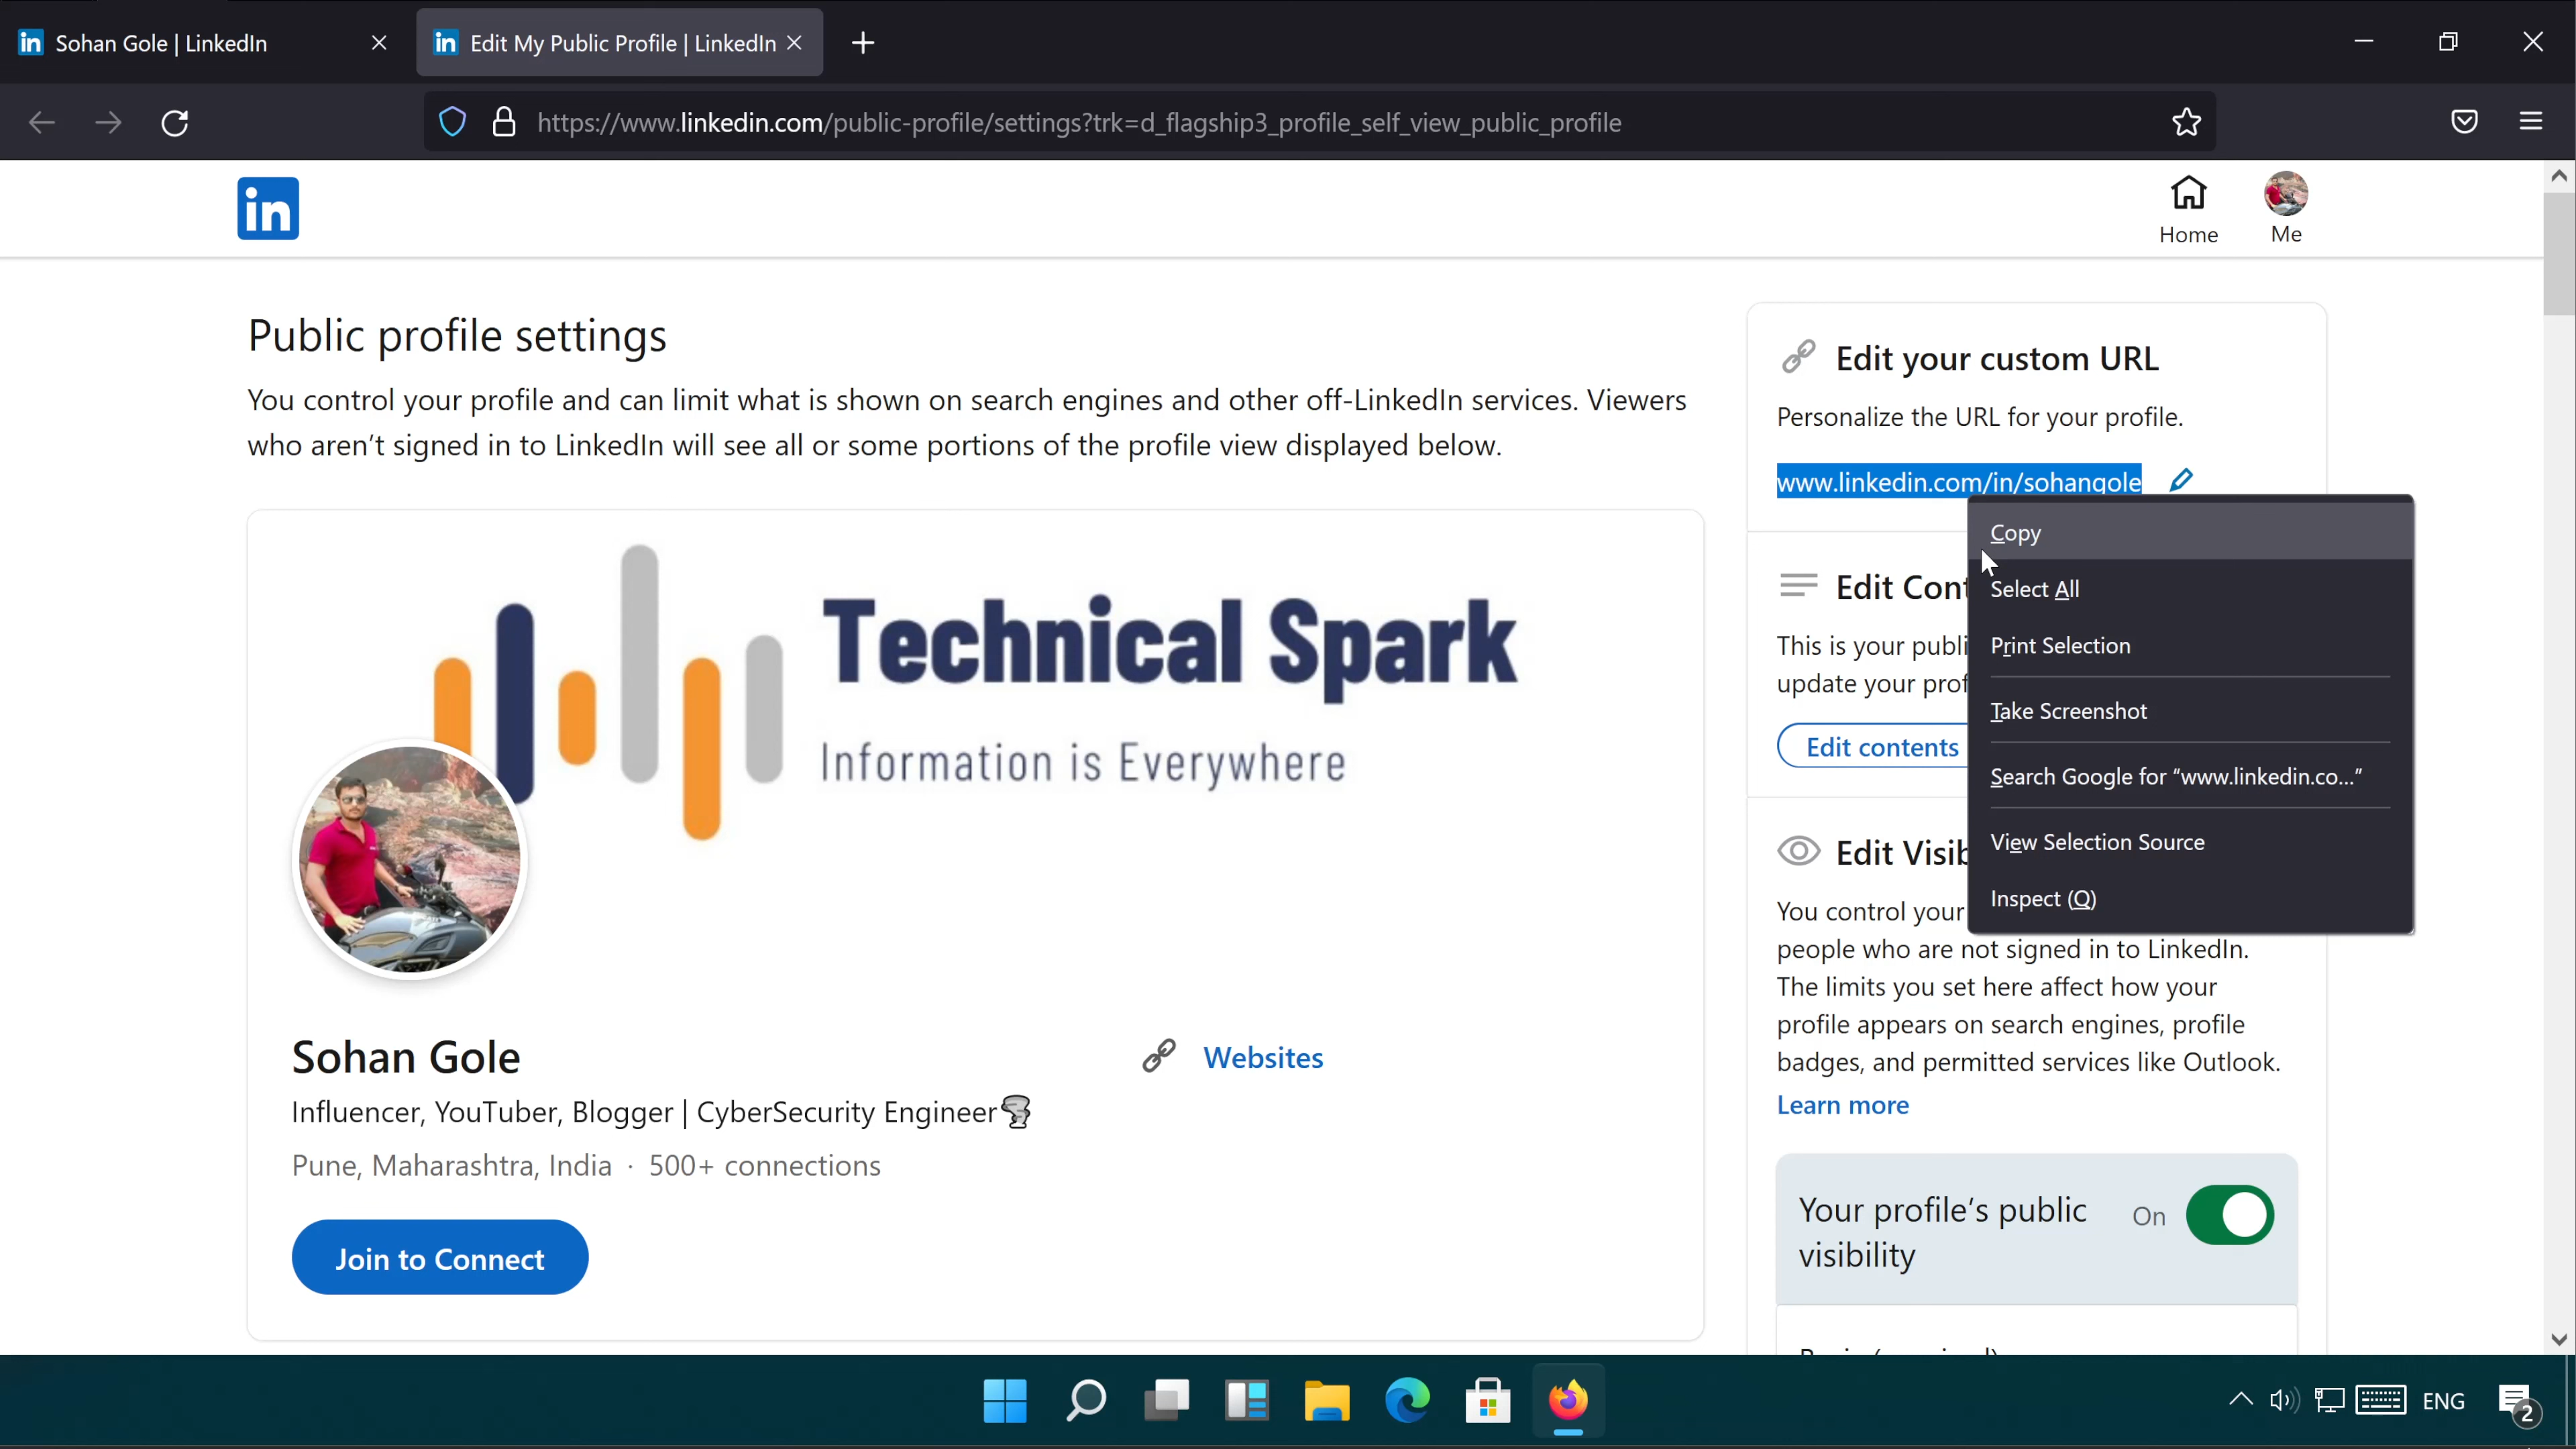 Sohan Gole | LinkedIn
Edit My Public Profile | LinkedIn
https://www.linkedin.com/public-profile/settings?trk=d_flagship3_profile_self_view_public_profile
in
Home
Me
Public profile settings
You control your profile and can limit what is shown on search engines and other off-LinkedIn services. Viewers
who aren't signed in to LinkedIn will see all or some portions of the profile view displayed below.
Technical Spark
Information is Everywhere
Sohan Gole
Websites
Influencer, YouTuber, Blogger | CyberSecurity Engineer
Pune, Maharashtra, India · 500+ connections
Join to Connect
Edit your custom URL
Personalize the URL for your profile.
www.linkedin.com/in/sohangole
Edit Cont
This is your publi
update your prof
Edit contents
Edit Visib
You control your
people who are not signed in to LinkedIn.
The limits you set here affect how your
profile appears on search engines, profile
badges, and permitted services like Outlook.
Learn more
Your profile's public
visibility
On
Copy
Select All
Print Selection
Take Screenshot
Search Google for “www.linkedin.co...”
View Selection Source
Inspect (Q)
ENG
2